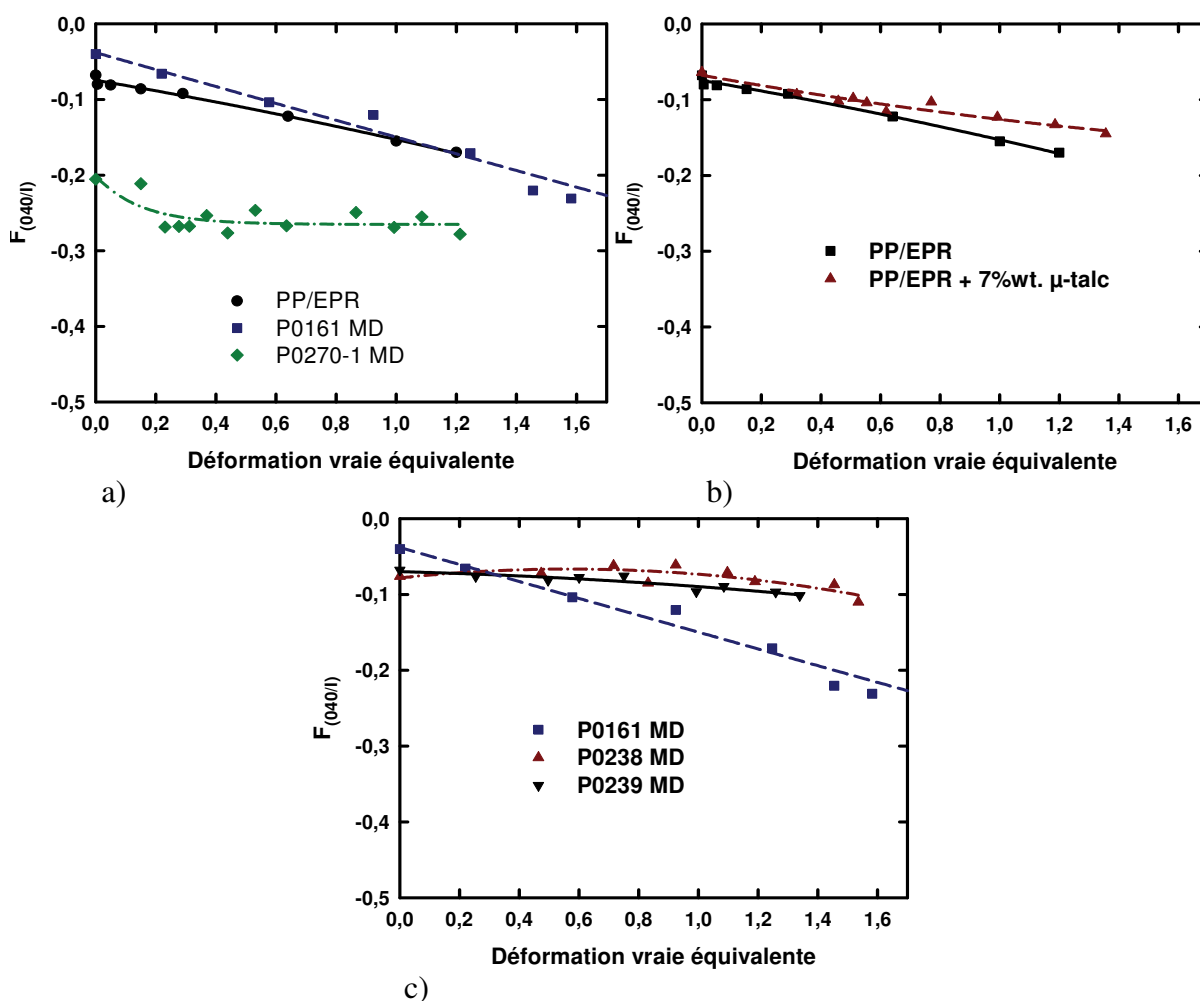 0,0
-0,1
-0,2
-0,3
-0,4
-0,5
F(040/I)
0,0 0,2 0,4 0,6 0,8 1,0 1,2 1,4 1,6
Déformation vraie équivalente
PP/EPR
P0161 MD
P0270-1 MD
a)
0,0
-0,1
-0,2
-0,3
-0,4
-0,5
F(040/I)
0,0 0,2 0,4 0,6 0,8 1,0 1,2 1,4 1,6
Déformation vraie équivalente
PP/EPR
PP/EPR + 7%wt. µ-talc
b)
0,0
-0,1
-0,2
-0,3
-0,4
-0,5
F(040/I)
0,0 0,2 0,4 0,6 0,8 1,0 1,2 1,4 1,6
Déformation vraie équivalente
P0161 MD
P0238 MD
P0239 MD
c)